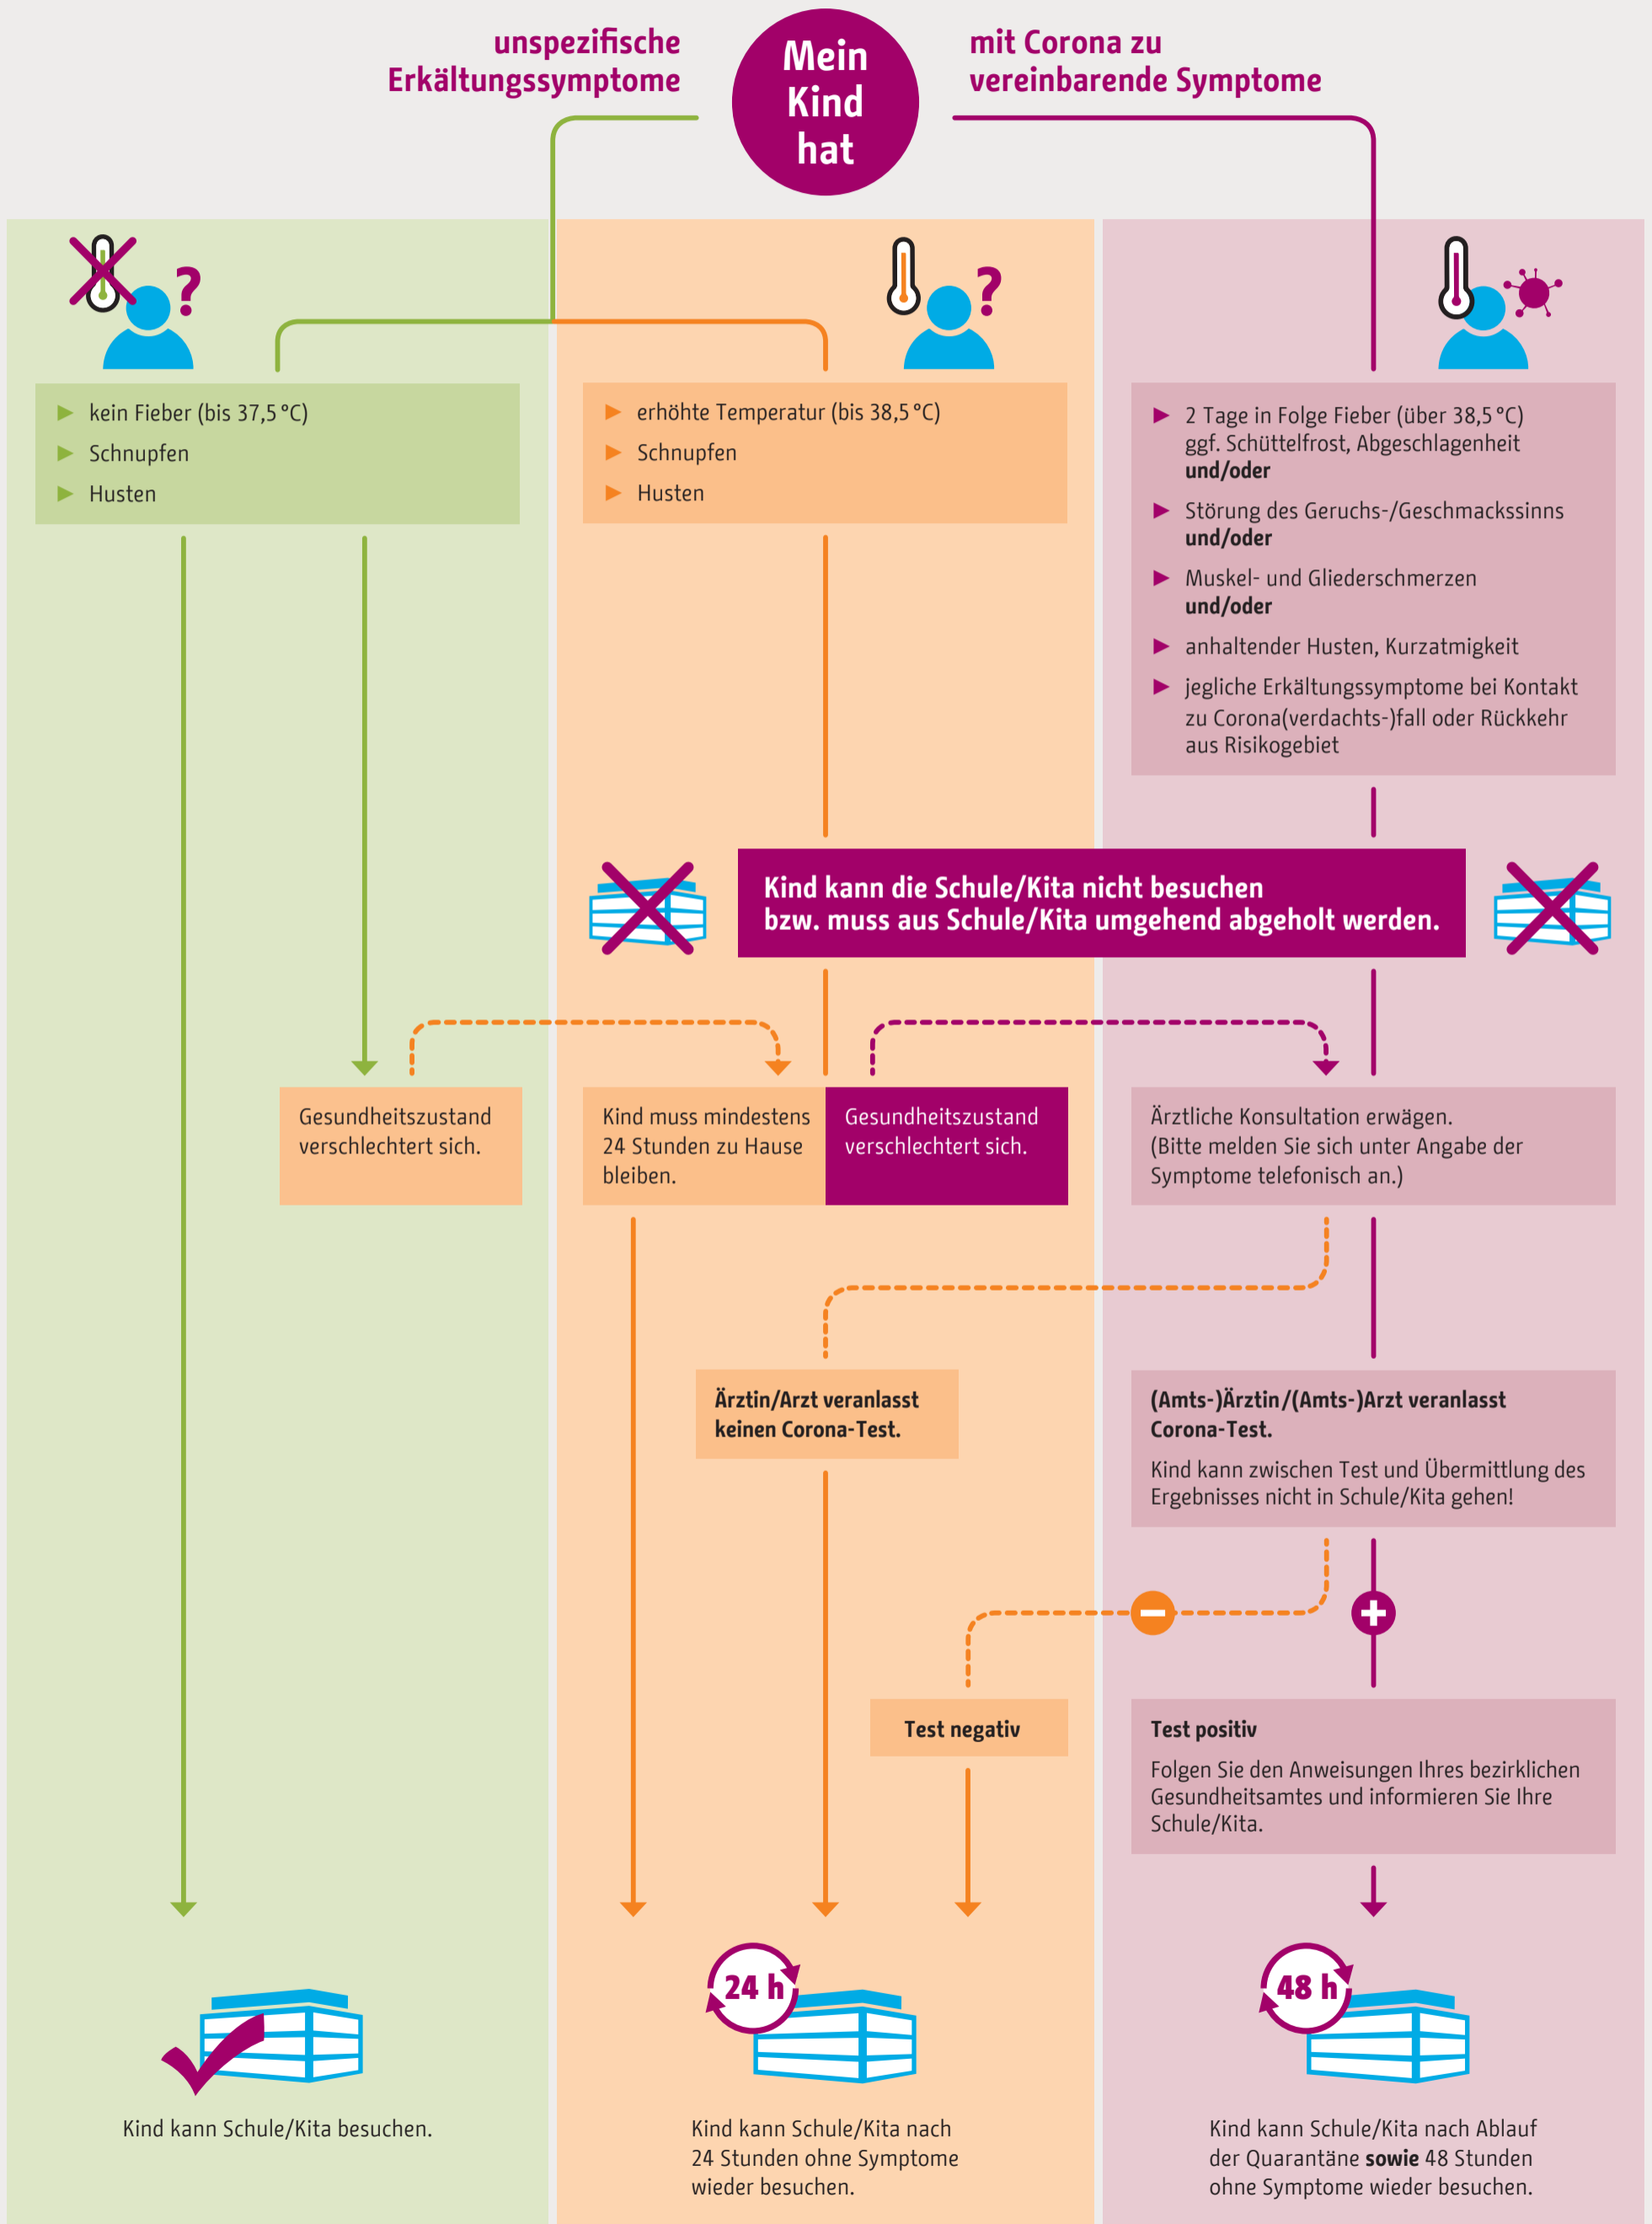 unspezifische
Erkältungssymptome
Mein
Kind
hat
mit Corona zu
vereinbarende Symptome
?
kein Fieber (bis 37,5 °C)
Schnupfen
Husten
?
erhöhte Temperatur (bis 38,5 °C)
Schnupfen
Husten
2 Tage in Folge Fieber (über 38,5 °C)
ggf. Schüttelfrost, Abgeschlagenheit
und/oder
Störung des Geruchs-/Geschmackssinns
und/oder
Muskel- und Gliederschmerzen
und/oder
anhaltender Husten, Kurzatmigkeit
jegliche Erkältungssymptome bei Kontakt
zu Corona(verdachts-)fall oder Rückkehr
aus Risikogebiet
Kind kann die Schule/Kita nicht besuchen
bzw. muss aus Schule/Kita umgehend abgeholt werden.
Gesundheitszustand
verschlechtert sich.
Kind muss mindestens
24 Stunden zu Hause
bleiben.
Gesundheitszustand
verschlechtert sich.
Ärztliche Konsultation erwägen.
(Bitte melden Sie sich unter Angabe der
Symptome telefonisch an.)
Ärztin/Arzt veranlasst
keinen Corona-Test.
(Amts-)Ärztin/(Amts-)Arzt veranlasst
Corona-Test.
Kind kann zwischen Test und Übermittlung des
Ergebnisses nicht in Schule/Kita gehen!
Test negativ
Test positiv
Folgen Sie den Anweisungen Ihres bezirklichen
Gesundheitsamtes und informieren Sie Ihre
Schule/Kita.
Kind kann Schule/Kita besuchen.
24 h
Kind kann Schule/Kita nach
24 Stunden ohne Symptome
wieder besuchen.
48 h
Kind kann Schule/Kita nach Ablauf
der Quarantäne sowie 48 Stunden
ohne Symptome wieder besuchen.